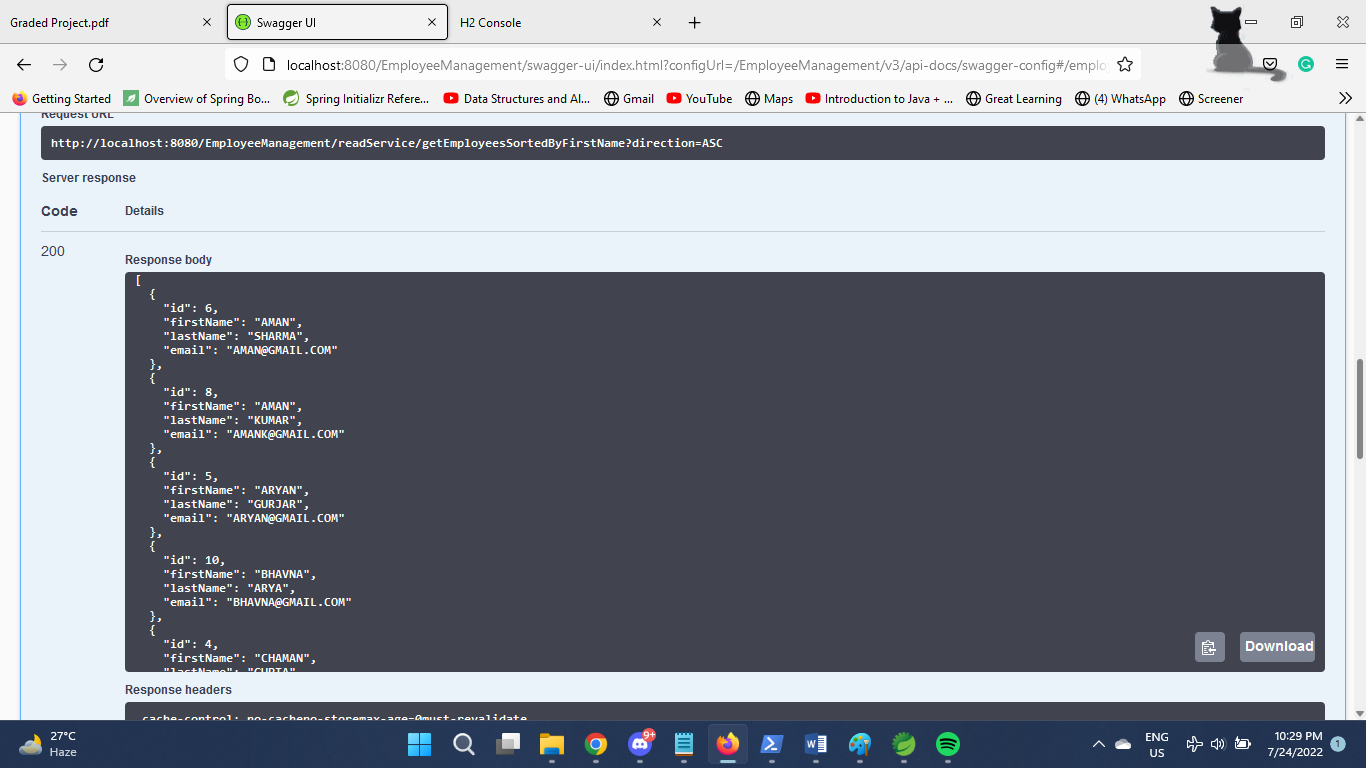 Graded Project.pdf
Swagger UI
H2 Console
localhost:8080/EmployeeManagement/swagger-ui/index.html?configUrl=/EmployeeManagement/v3/api-docs/swagger-config#/emplo
Getting Started
Overview of Spring Bo...
Spring Initializr Refere...
Data Structures and Al...
Gmail
YouTube
Maps
Introduction to Java + ...
Great Learning
(4) WhatsApp
Screener
Request URL
http://localhost:8080/EmployeeManagement/readService/getEmployeesSortedByFirstName?direction=ASC
Server response
Code Details
200
Response body
[
{
"id": 6,
"firstName": "AMAN",
"lastName": "SHARMA",
"email": "AMAN@GMAIL.COM"
},
{
"id": 8,
"firstName": "AMAN",
"lastName": "KUMAR",
"email": "AMANK@GMAIL.COM"
},
{
"id": 5,
"firstName": "ARYAN",
"lastName": "GURJAR",
"email": "ARYAN@GMAIL.COM"
},
{
"id": 10,
"firstName": "BHAVNA",
"lastName": "ARYA",
"email": "BHAVNA@GMAIL.COM"
},
{
"id": 4,
"firstName": "CHAMAN",
"lastName": "GUPTA",
Download
Response headers
cache-control: no-cacheno-storemax-age=0must-revalidate
27°C
Haze
9+
ENG
US
10:29 PM
7/24/2022
1